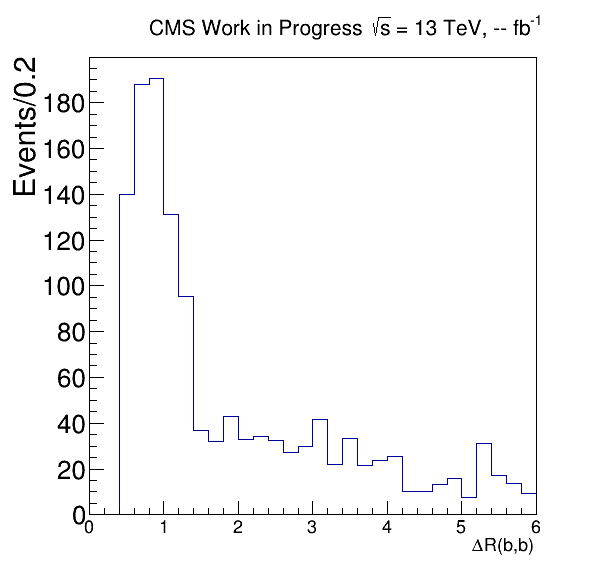 CMS Work in Progress √s = 13 TeV, -- fb⁻¹
Events/0.2
180
160
140
120
100
80
60
40
20
0
0 1 2 3 4 5 6
ΔR(b,b)